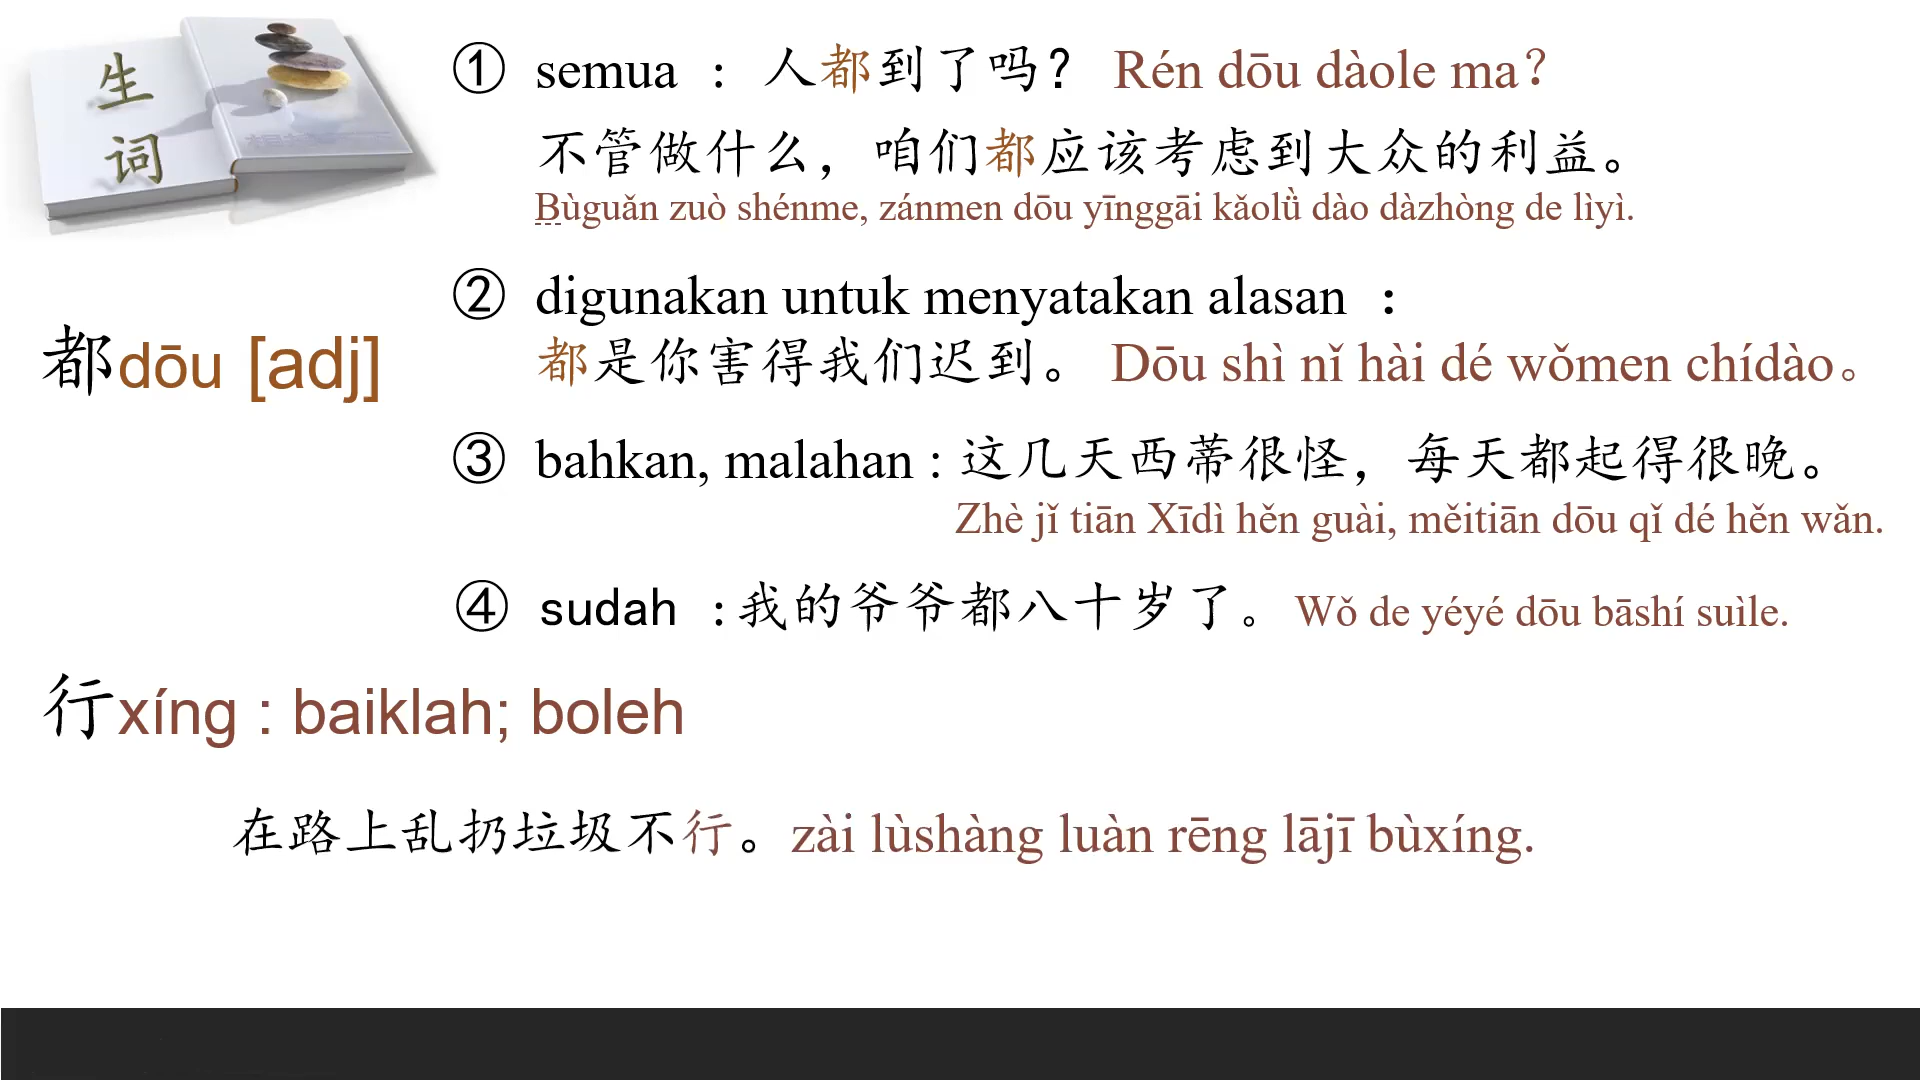 生
词
① semua : 人都到了吗? Rén dōu dàole ma?
不管做什么，咱们都应该考虑到大众的利益。
Bùguǎn zuò shénme, zánmen dōu yīnggāi kǎolǜ dào dàzhòng de lìyì.
② digunakan untuk menyatakan alasan :
都dōu [adj]
都是你害得我们迟到。 Dōu shì nǐ hài dé wǒmen chídào。
③ bahkan, malahan : 这几天西蒂很怪，每天都起得很晚。
Zhè jǐ tiān Xīdì hěn guài, měitiān dōu qǐ dé hěn wǎn.
④ sudah :我的爷爷都八十岁了。 Wǒ de yéyé dōu bāshí suìle.
行xíng : baiklah; boleh
在路上乱扔垃圾不行。zài lùshàng luàn rēng lājī bùxíng.